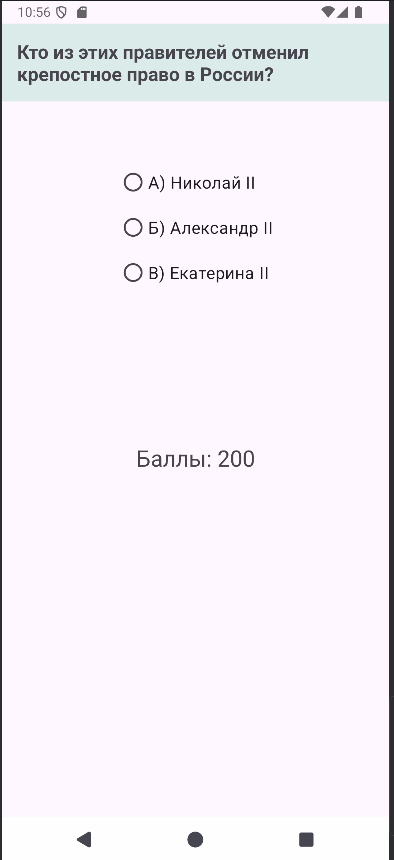 10:56
Кто из этих правителей отменил
крепостное право в России?
А) Николай II
Б) Александр II
В) Екатерина II
Баллы: 200